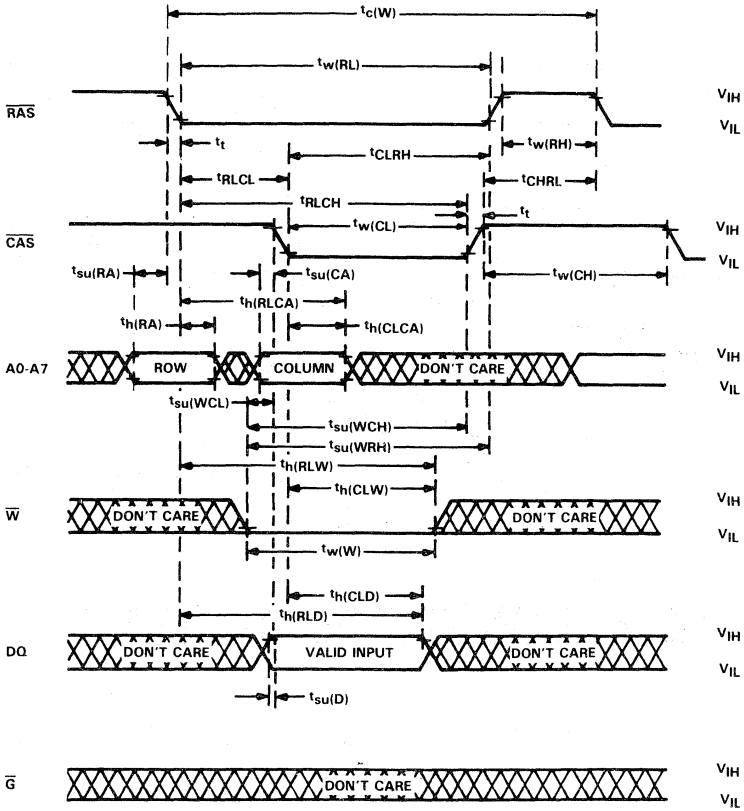 tc(W)
tw(RL)
R̅A̅S̅
VIH
VIL
tt
tw(RH)
tCLRH
tRLCL
tCHRL
tRLCH
tt
C̅A̅S̅
tw(CL)
VIH
VIL
tsu(RA)
tsu(CA)
tw(CH)
th(RLCA)
th(RA)
th(CLCA)
A0-A7
ROW
COLUMN
DON'T CARE
VIH
VIL
tsu(WCL)
tsu(WCH)
tsu(WRH)
th(RLW)
th(CLW)
W̅
DON'T CARE
DON'T CARE
VIH
VIL
tw(W)
th(CLD)
th(RLD)
DQ
DON'T CARE
VALID INPUT
DON'T CARE
VIH
VIL
tsu(D)
G̅
DON'T CARE
VIH
VIL